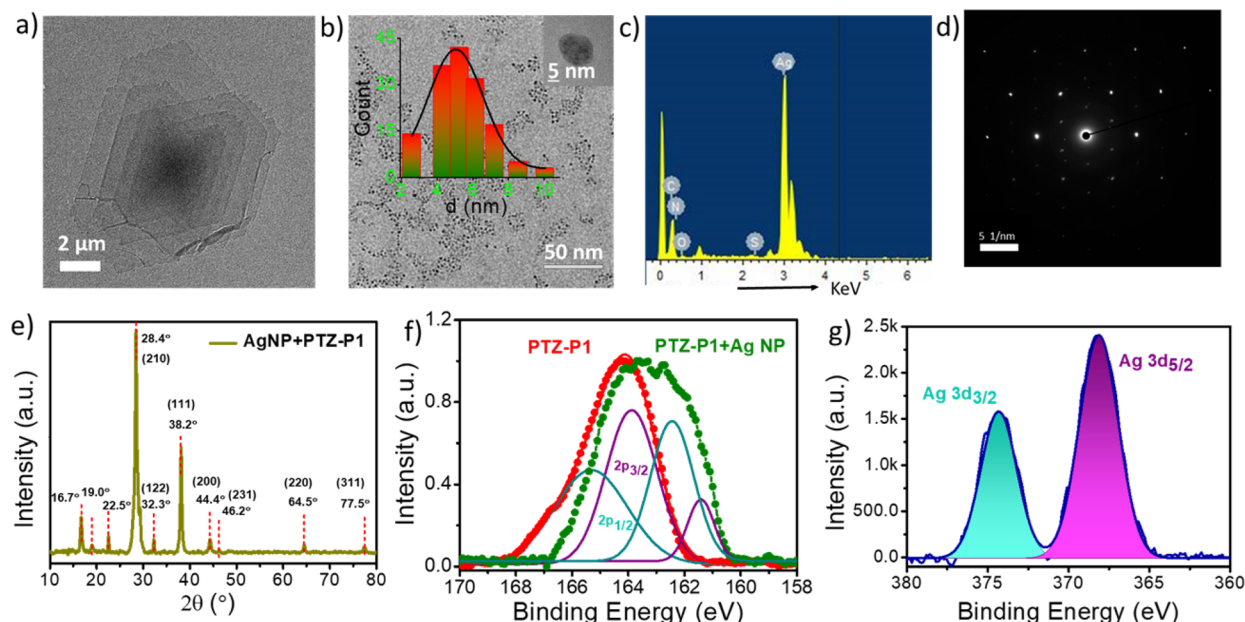 a)
2 μm
b)
45
30
15
0
Count
2
4
6
8
10
d (nm)
5 nm
50 nm
c)
Ag
C
N
O
S
0
1
2
3
4
5
6
KeV
d)
5 1/nm
e)
AgNP+PTZ-P1
28.4°
(210)
(111)
38.2°
16.7°
19.0°
22.5°
(122)
32.3°
(200)
44.4°
(231)
46.2°
(220)
64.5°
(311)
77.5°
Intensity (a.u.)
10
20
30
40
50
60
70
80
2θ (°)
f)
PTZ-P1
PTZ-P1+Ag NP
1.2
0.8
0.4
0.0
2p3/2
2p1/2
Intensity (a.u.)
170
168
166
164
162
160
158
Binding Energy (eV)
g)
2.5k
2.0k
1.5k
1.0k
500.0
0.0
Ag 3d3/2
Ag 3d5/2
Intensity (a.u.)
380
375
370
365
360
Binding Energy (eV)